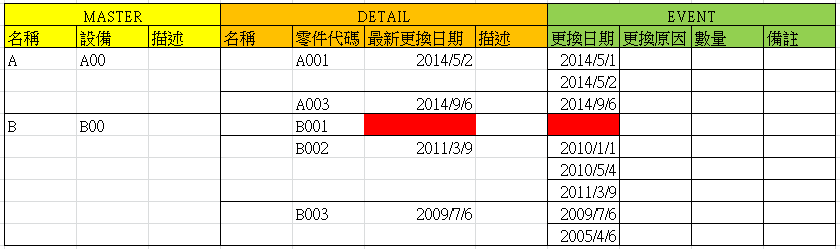 MASTER DETAIL EVENT
名稱 設備 描述 名稱 零件代碼 最新更換日期 描述 更換日期 更換原因 數量 備註
A A00 A001 2014/5/2 2014/5/1
2014/5/2
A003 2014/9/6 2014/9/6
B B00 B001
B002 2011/3/9 2010/1/1
2010/5/4
2011/3/9
B003 2009/7/6 2009/7/6
2005/4/6